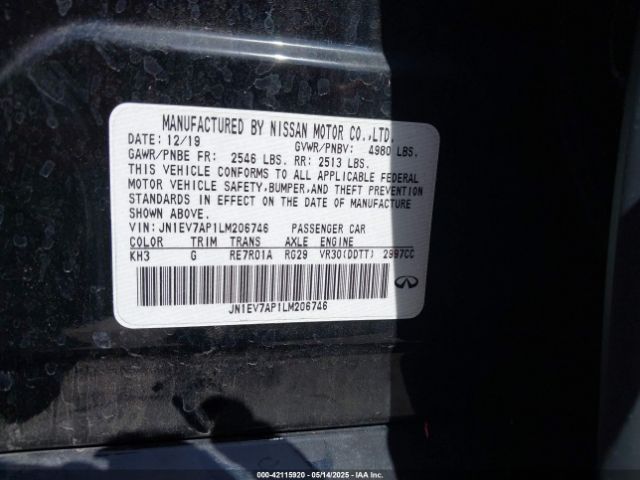 MANUFACTURED BY NISSAN MOTOR CO.,LTD.
DATE: 12/19 GVWR/PNBV: 4980 LBS.
GAWR/PNBE FR: 2546 LBS. RR: 2513 LBS.
THIS VEHICLE CONFORMS TO ALL APPLICABLE FEDERAL
MOTOR VEHICLE SAFETY,BUMPER,AND THEFT PREVENTION
STANDARDS IN EFFECT ON THE DATE OF MANUFACTURE
SHOWN ABOVE.
VIN: JN1EV7AP1LM206746 PASSENGER CAR
COLOR TRIM TRANS AXLE ENGINE
KH3 G RE7R01A RG29 VR30(DDTT) 2997CC
JN1EV7AP1LM206746
000-42115920 - 05/14/2025 - IAA Inc.